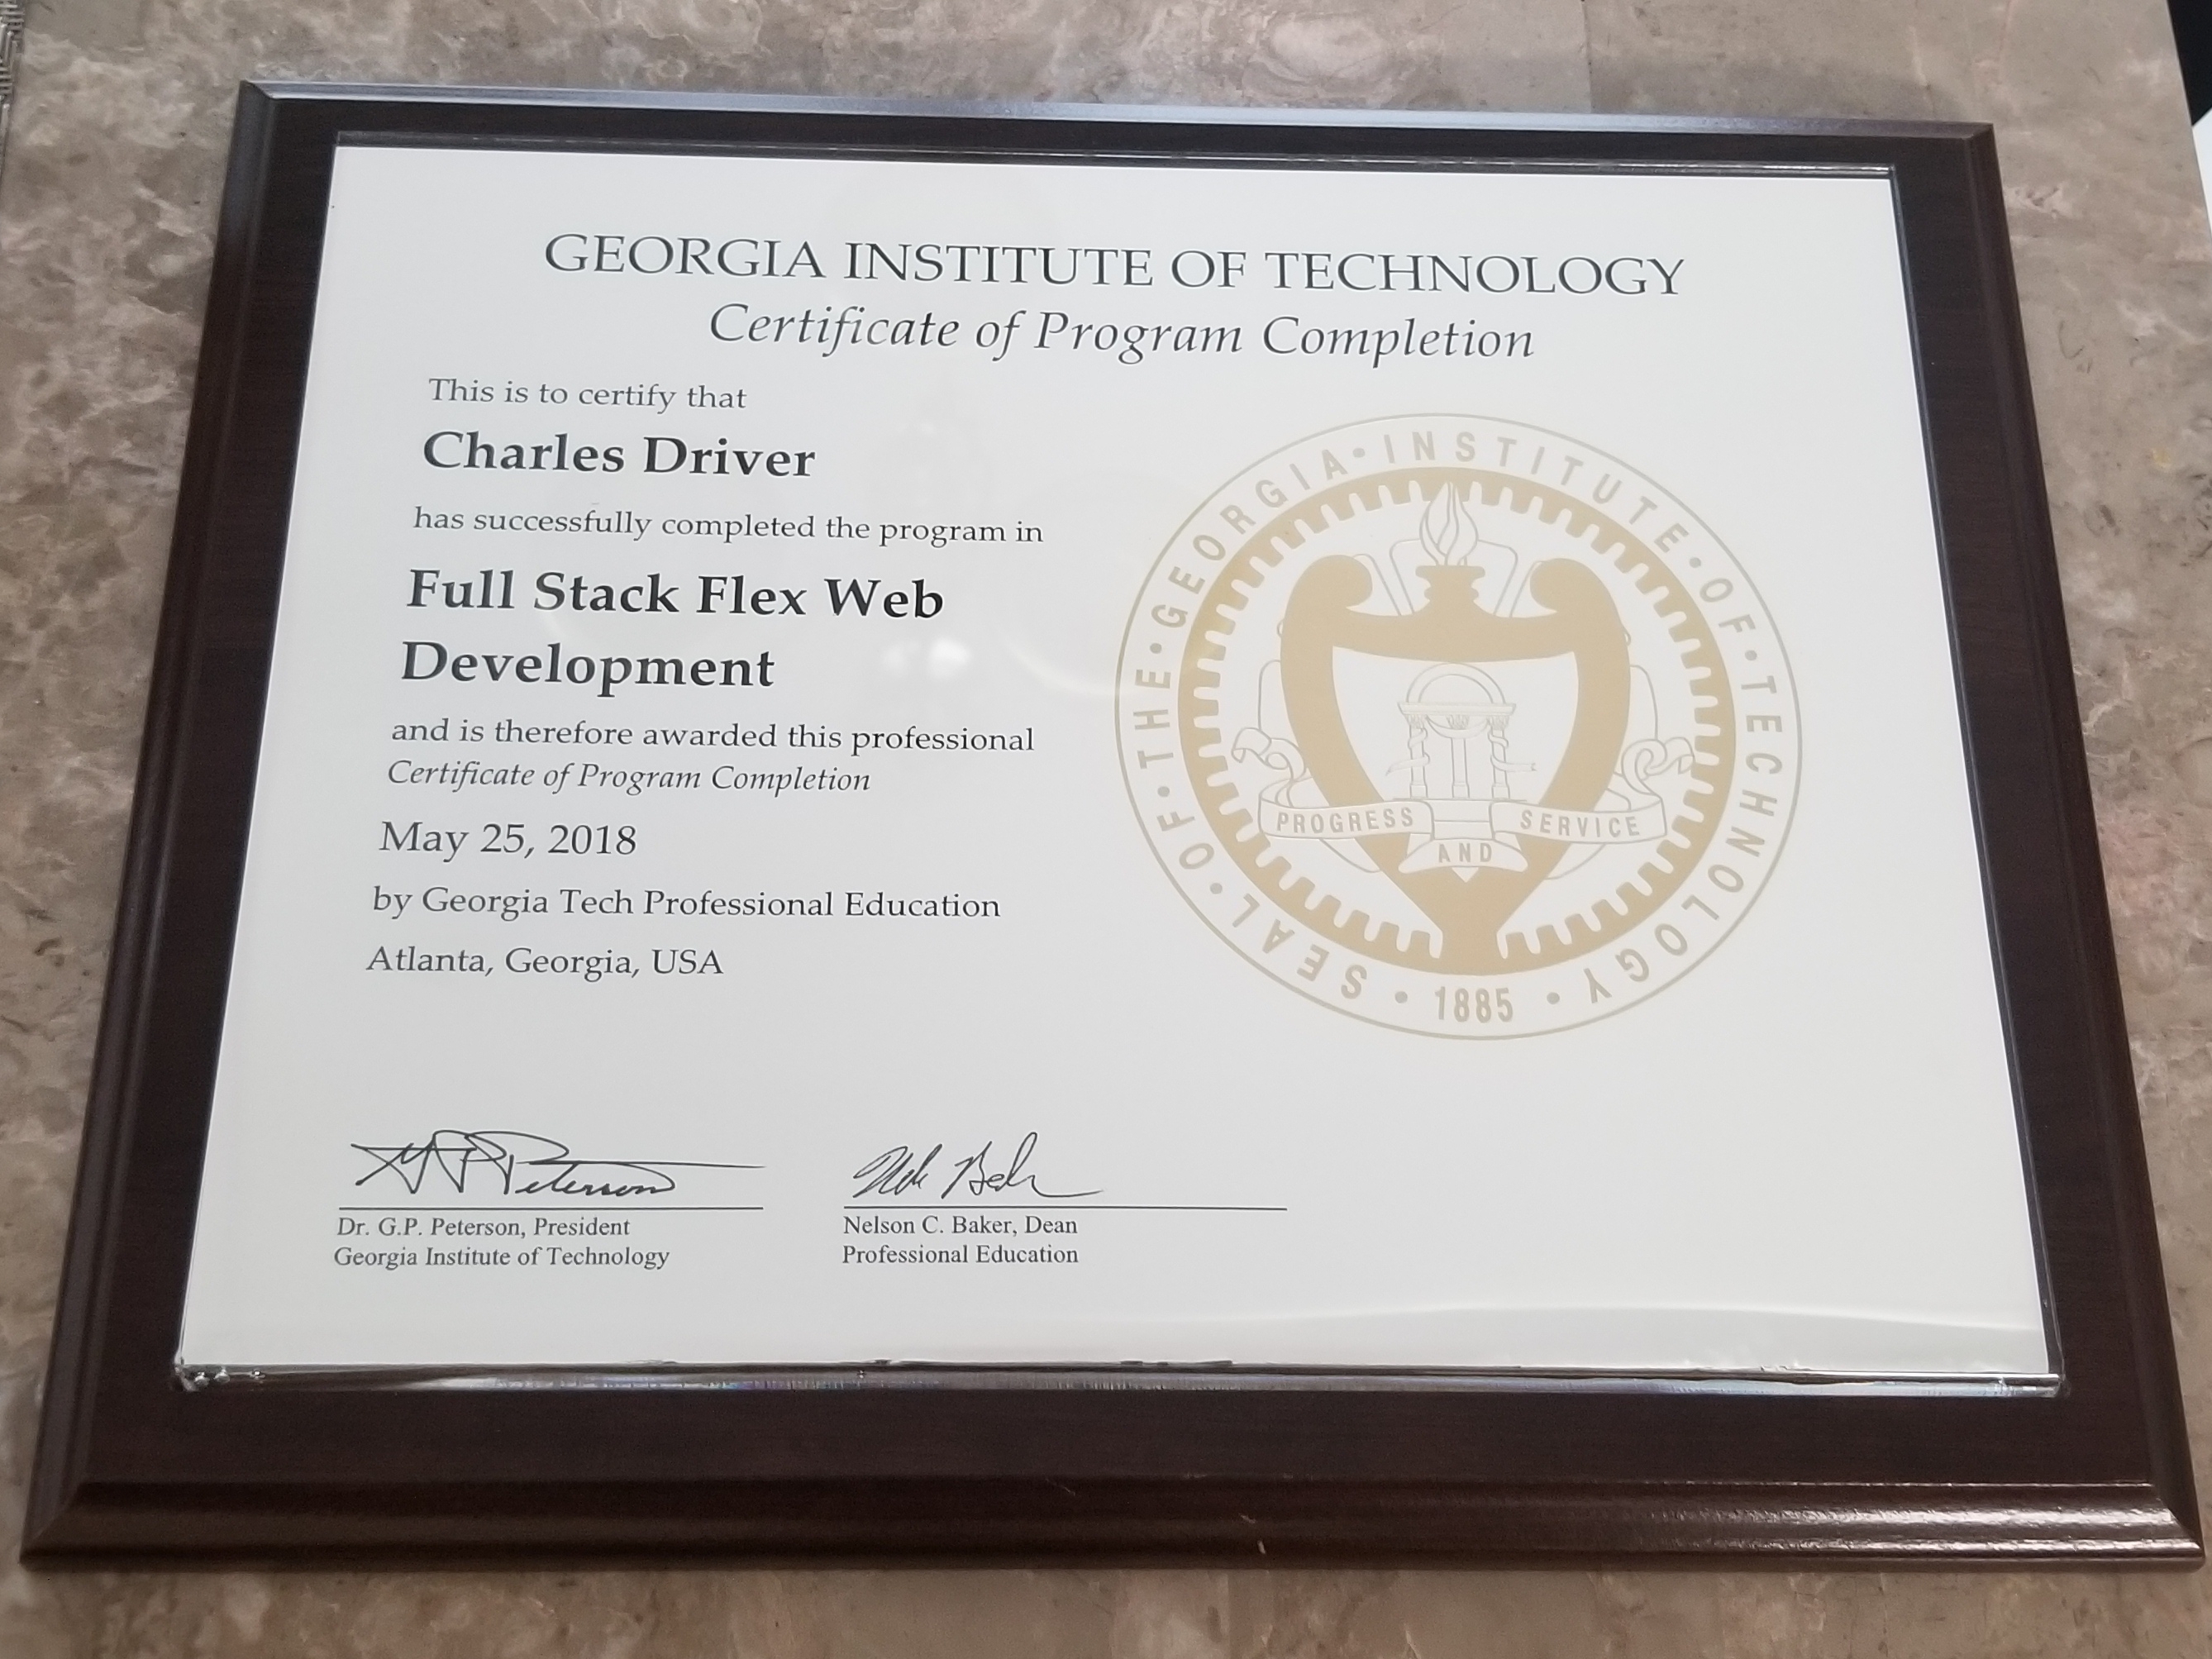 GEORGIA INSTITUTE OF TECHNOLOGY
Certificate of Program Completion
This is to certify that
Charles Driver
has successfully completed the program in
Full Stack Flex Web
Development
and is therefore awarded this professional
Certificate of Program Completion
May 25, 2018
by Georgia Tech Professional Education
Atlanta, Georgia, USA
SEAL · OF · THE · GEORGIA · INSTITUTE · OF · TECHNOLOGY
PROGRESS AND SERVICE
· 1885 ·
Dr. G.P. Peterson, President
Georgia Institute of Technology
Nelson C. Baker, Dean
Professional Education